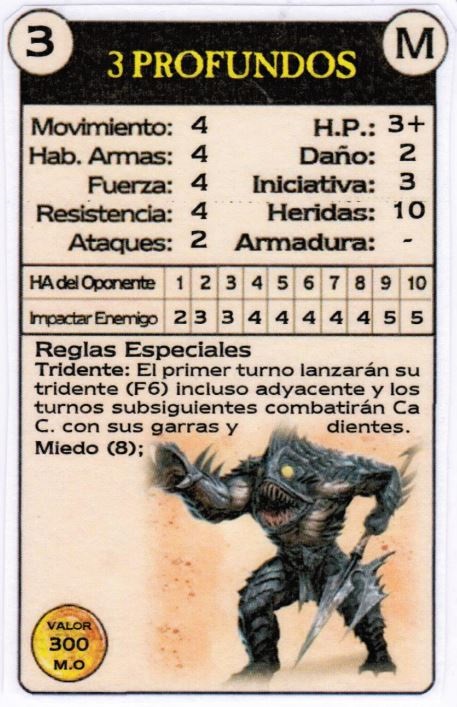 3
M
3 PROFUNDOS
Movimiento: 4 H.P.: 3+
Hab. Armas: 4 Daño: 2
Fuerza: 4 Iniciativa: 3
Resistencia: 4 Heridas: 10
Ataques: 2 Armadura: -
HA del Oponente 1 2 3 4 5 6 7 8 9 10
Impactar Enemigo 2 3 3 4 4 4 4 4 5 5
Reglas Especiales
Tridente: El primer turno lanzarán su
tridente (F6) incluso adyacente y los
turnos subsiguientes combatirán Ca
C. con sus garras y dientes.
Miedo (8);
VALOR
300
M.O